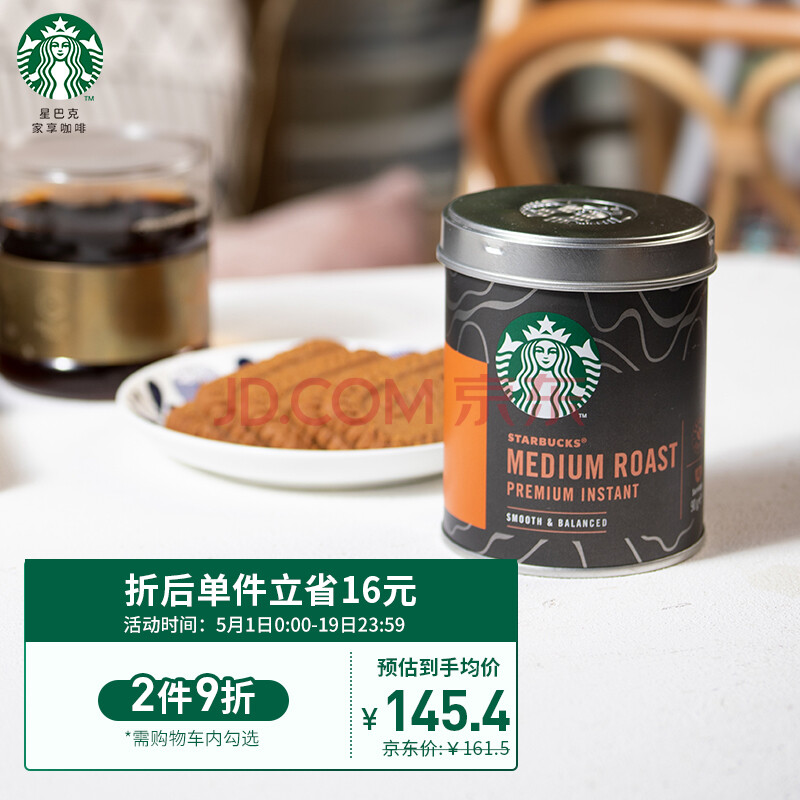 TM
星巴克
家享咖啡
JD.COM 京东
TM
STARBUCKS®
MEDIUM ROAST
PREMIUM INSTANT
SMOOTH & BALANCED
折后单件立省16元
活动时间：5月1日0:00-19日23:59
2件9折
*需购物车内勾选
预估到手均价
￥145.4
京东价:￥161.5